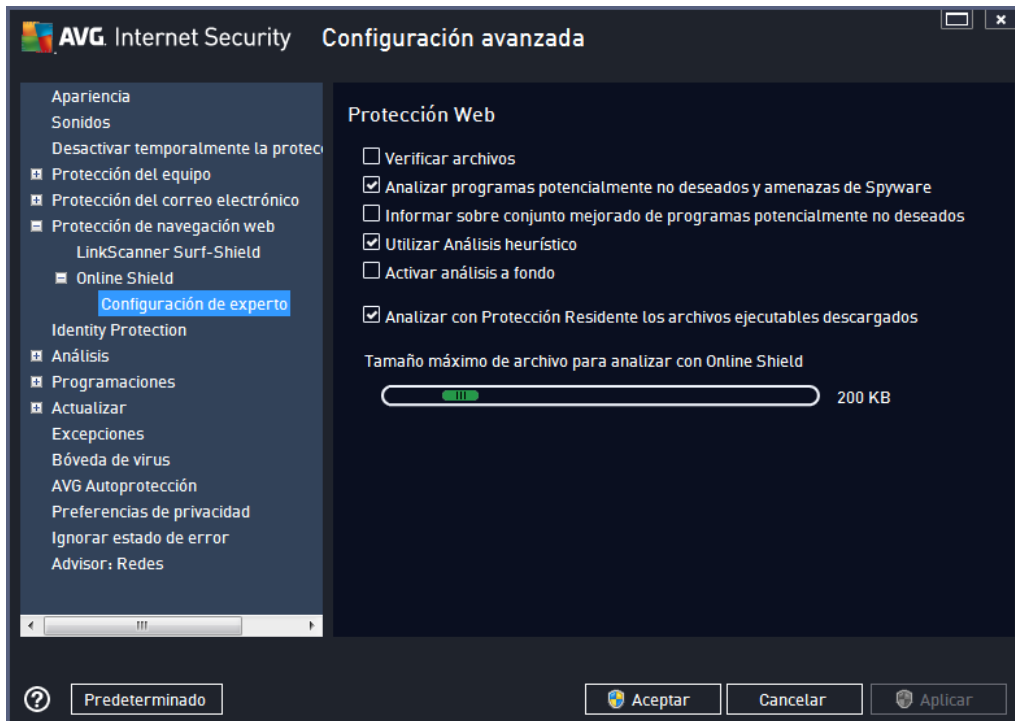 AVG. Internet Security Configuración avanzada
Apariencia
Sonidos
Desactivar temporalmente la protec
Protección del equipo
Protección del correo electrónico
Protección de navegación web
LinkScanner Surf-Shield
Online Shield
Configuración de experto
Identity Protection
Análisis
Programaciones
Actualizar
Excepciones
Bóveda de virus
AVG Autoprotección
Preferencias de privacidad
Ignorar estado de error
Advisor: Redes
Protección Web
Verificar archivos
Analizar programas potencialmente no deseados y amenazas de Spyware
Informar sobre conjunto mejorado de programas potencialmente no deseados
Utilizar Análisis heurístico
Activar análisis a fondo
Analizar con Protección Residente los archivos ejecutables descargados
Tamaño máximo de archivo para analizar con Online Shield
200 KB
? Predeterminado Aceptar Cancelar Aplicar